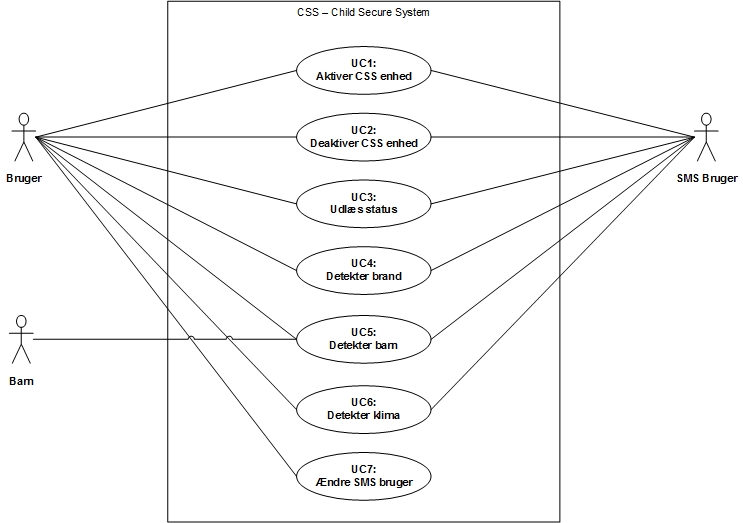 CSS – Child Secure System
UC1:
Aktiver CSS enhed
UC2:
Deaktiver CSS enhed
Bruger
SMS Bruger
UC3:
Udlæs status
UC4:
Detekter brand
UC5:
Detekter barn
Barn
UC6:
Detekter klima
UC7:
Ændre SMS bruger